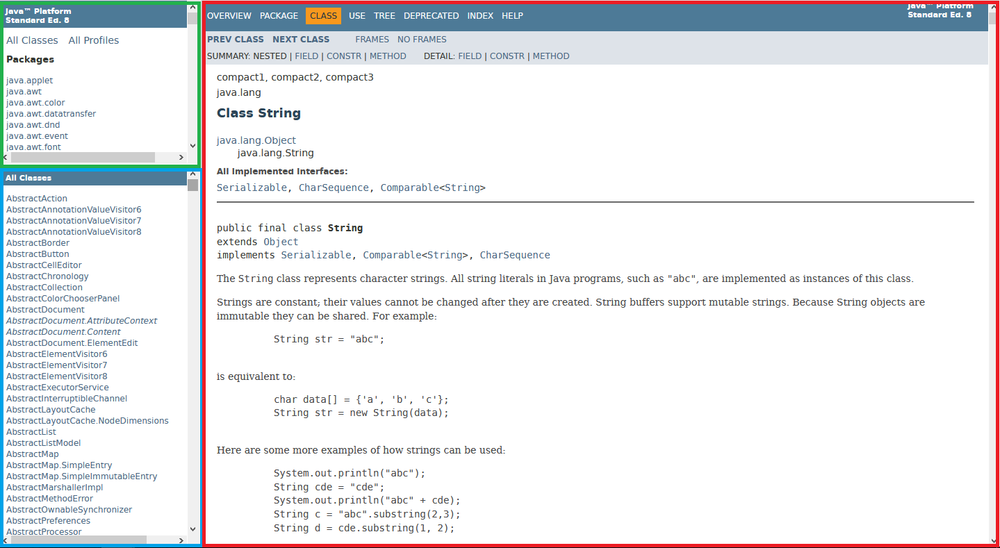 Java™ Platform
Standard Ed. 8
All Classes All Profiles
Packages
java.applet
java.awt
java.awt.color
java.awt.datatransfer
java.awt.dnd
java.awt.event
java.awt.font
All Classes
AbstractAction
AbstractAnnotationValueVisitor6
AbstractAnnotationValueVisitor7
AbstractAnnotationValueVisitor8
AbstractBorder
AbstractButton
AbstractCellEditor
AbstractChronology
AbstractCollection
AbstractColorChooserPanel
AbstractDocument
AbstractDocument.AttributeContext
AbstractDocument.Content
AbstractDocument.ElementEdit
AbstractElementVisitor6
AbstractElementVisitor7
AbstractElementVisitor8
AbstractExecutorService
AbstractInterruptibleChannel
AbstractLayoutCache
AbstractLayoutCache.NodeDimensions
AbstractList
AbstractListModel
AbstractMap
AbstractMap.SimpleEntry
AbstractMap.SimpleImmutableEntry
AbstractMarshallerImpl
AbstractMethodError
AbstractOwnableSynchronizer
AbstractPreferences
AbstractProcessor
OVERVIEW PACKAGE CLASS USE TREE DEPRECATED INDEX HELP
Java™ Platform
Standard Ed. 8
PREV CLASS NEXT CLASS FRAMES NO FRAMES
SUMMARY: NESTED | FIELD | CONSTR | METHOD DETAIL: FIELD | CONSTR | METHOD
compact1, compact2, compact3
java.lang
Class String
java.lang.Object
java.lang.String
All Implemented Interfaces:
Serializable, CharSequence, Comparable<String>
public final class String
extends Object
implements Serializable, Comparable<String>, CharSequence
The String class represents character strings. All string literals in Java programs, such as "abc", are implemented as instances of this class.
Strings are constant; their values cannot be changed after they are created. String buffers support mutable strings. Because String objects are
immutable they can be shared. For example:
String str = "abc";
is equivalent to:
char data[] = {'a', 'b', 'c'};
String str = new String(data);
Here are some more examples of how strings can be used:
System.out.println("abc");
String cde = "cde";
System.out.println("abc" + cde);
String c = "abc".substring(2,3);
String d = cde.substring(1, 2);